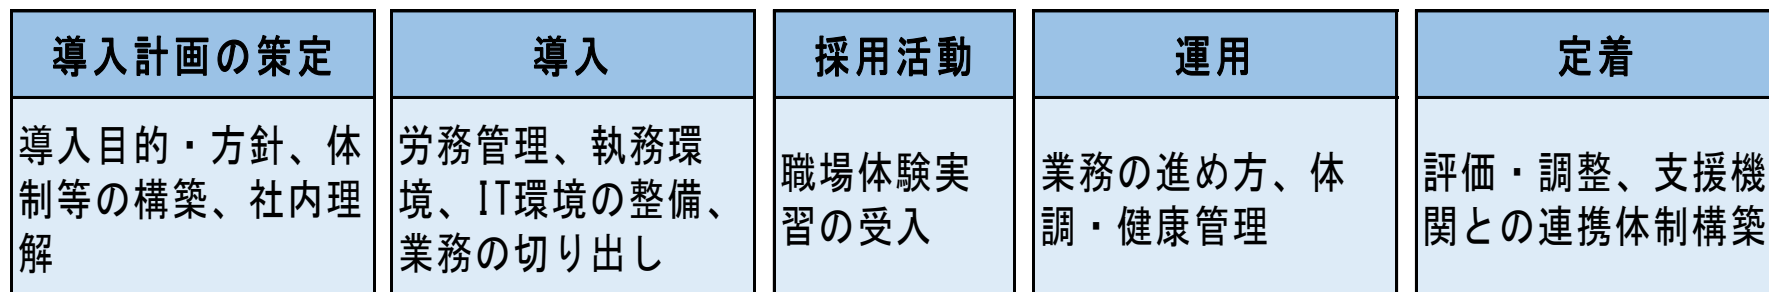 導入計画の策定
導入目的・方針、体
制等の構築、社内理
解
導入
労務管理、執務環
境、IT環境の整備、
業務の切り出し
採用活動
職場体験実
習の受入
運用
業務の進め方、体
調・健康管理
定着
評価・調整、支援機
関との連携体制構築